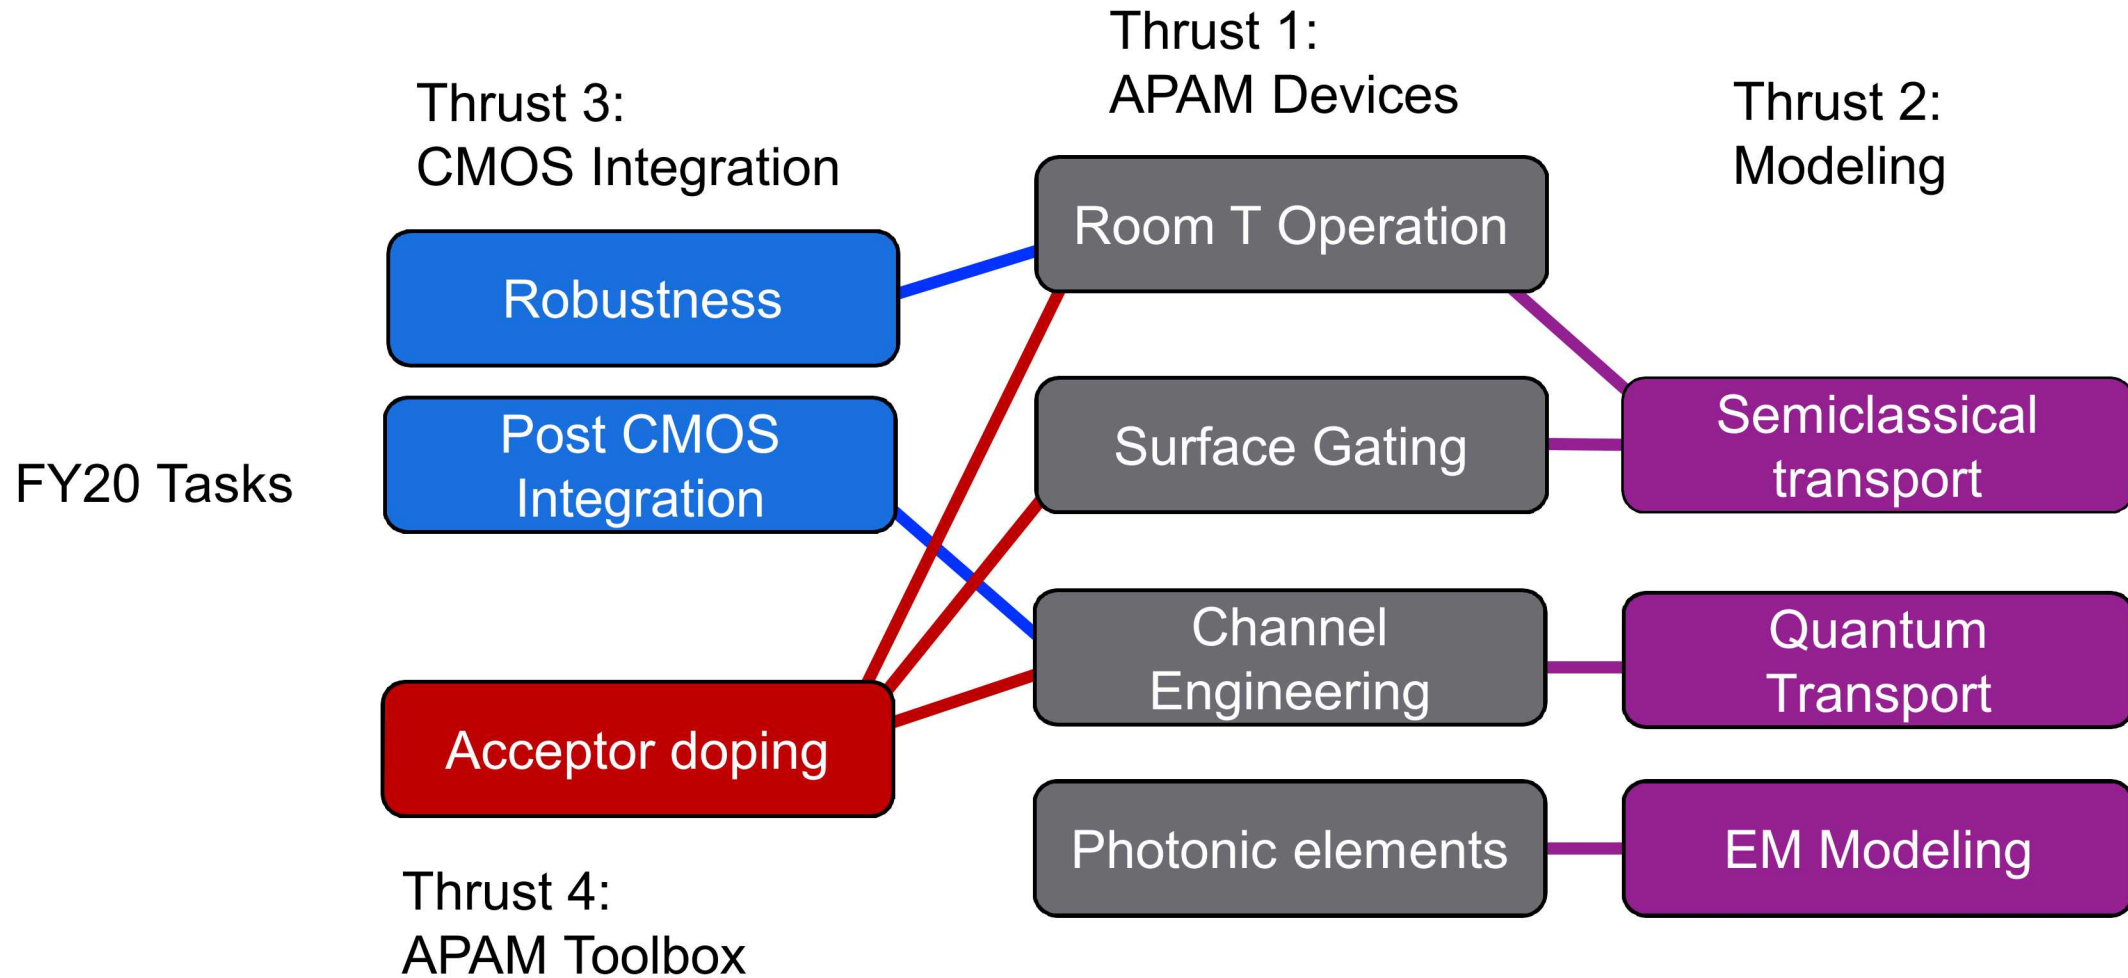 Thrust 1:
APAM Devices
Thrust 3:
CMOS Integration
Thrust 2:
Modeling
Room T Operation
Robustness
Surface Gating
Semiclassical
transport
Post CMOS
Integration
FY20 Tasks
Channel
Engineering
Quantum
Transport
Acceptor doping
Photonic elements
EM Modeling
Thrust 4:
APAM Toolbox